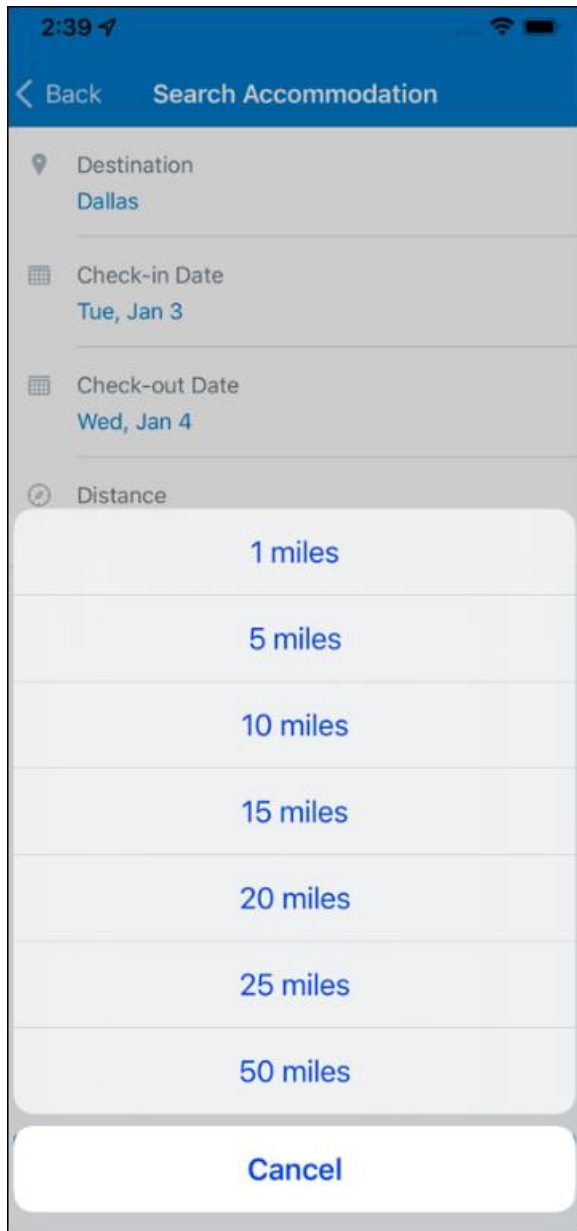 2:39
Back Search Accommodation
Destination
Dallas
Check-in Date
Tue, Jan 3
Check-out Date
Wed, Jan 4
Distance
1 miles
5 miles
10 miles
15 miles
20 miles
25 miles
50 miles
Cancel